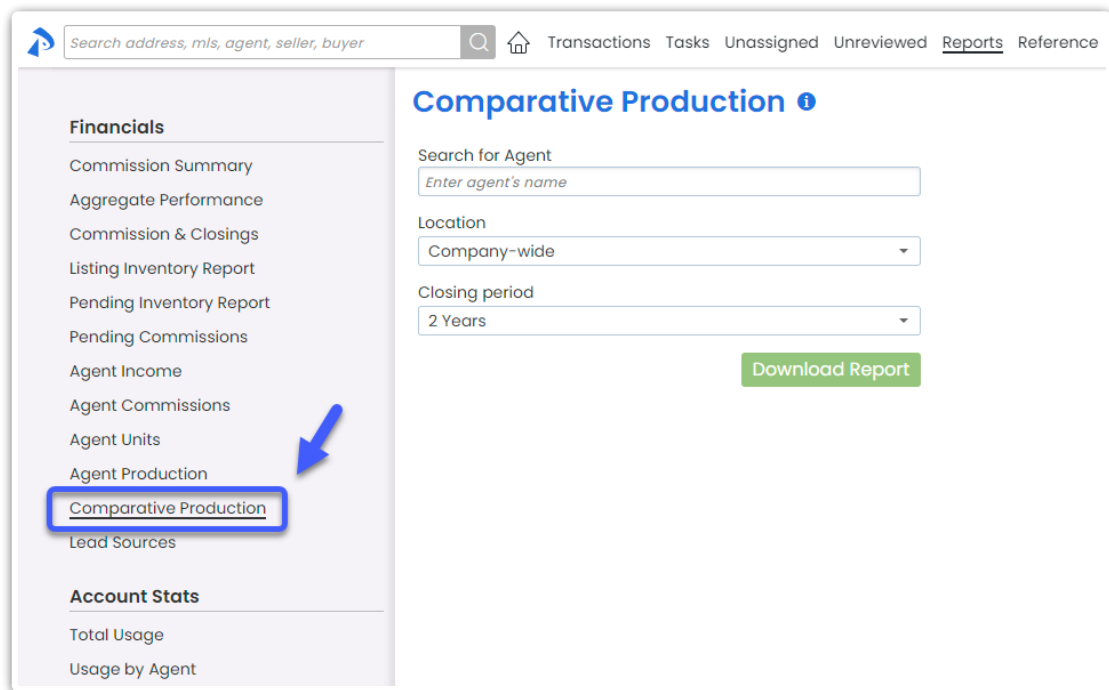 Search address, mls, agent, seller, buyer
Transactions Tasks Unassigned Unreviewed Reports Reference
Financials
Commission Summary
Aggregate Performance
Commission & Closings
Listing Inventory Report
Pending Inventory Report
Pending Commissions
Agent Income
Agent Commissions
Agent Units
Agent Production
Comparative Production
Lead Sources
Account Stats
Total Usage
Usage by Agent
Comparative Production
Search for Agent
Enter agent's name
Location
Company-wide
Closing period
2 Years
Download Report